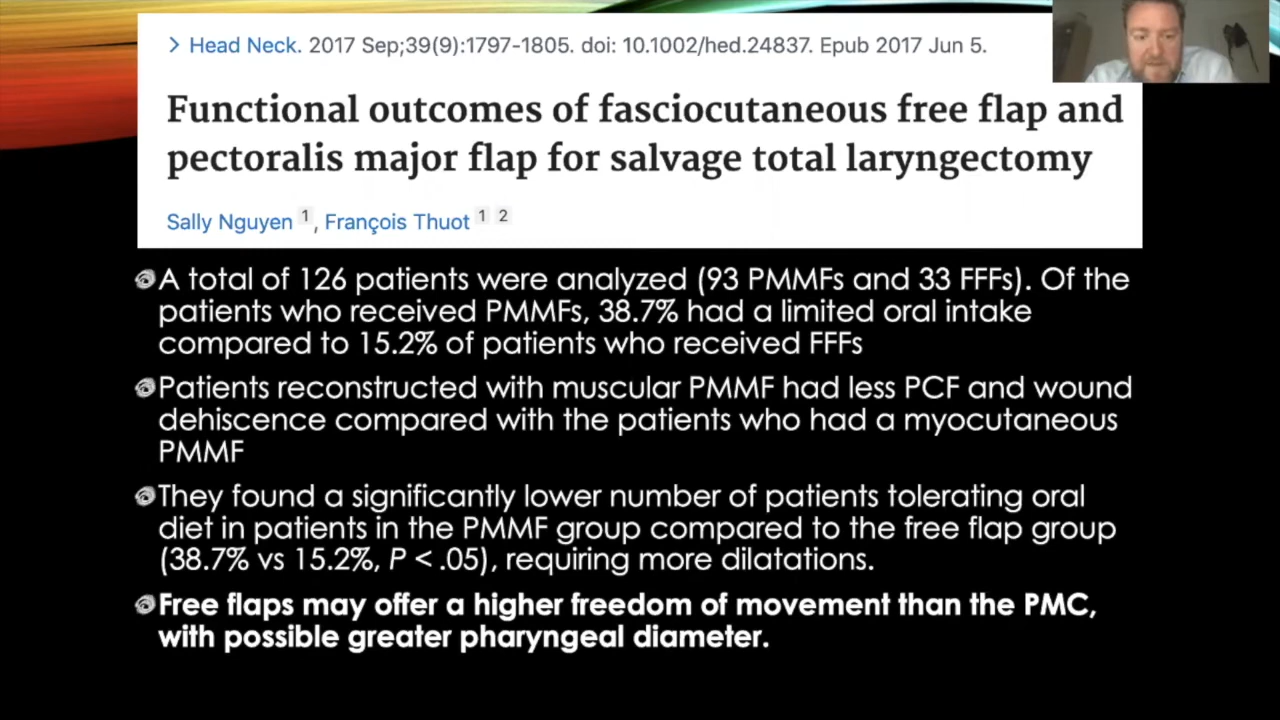 > Head Neck. 2017 Sep;39(9):1797-1805. doi: 10.1002/hed.24837. Epub 2017 Jun 5.
Functional outcomes of fasciocutaneous free flap and
pectoralis major flap for salvage total laryngectomy
Sally Nguyen 1, François Thuot 1 2
A total of 126 patients were analyzed (93 PMMFs and 33 FFFs). Of the
patients who received PMMFs, 38.7% had a limited oral intake
compared to 15.2% of patients who received FFFs
Patients reconstructed with muscular PMMF had less PCF and wound
dehiscence compared with the patients who had a myocutaneous
PMMF
They found a significantly lower number of patients tolerating oral
diet in patients in the PMMF group compared to the free flap group
(38.7% vs 15.2%, P < .05), requiring more dilatations.
Free flaps may offer a higher freedom of movement than the PMC,
with possible greater pharyngeal diameter.